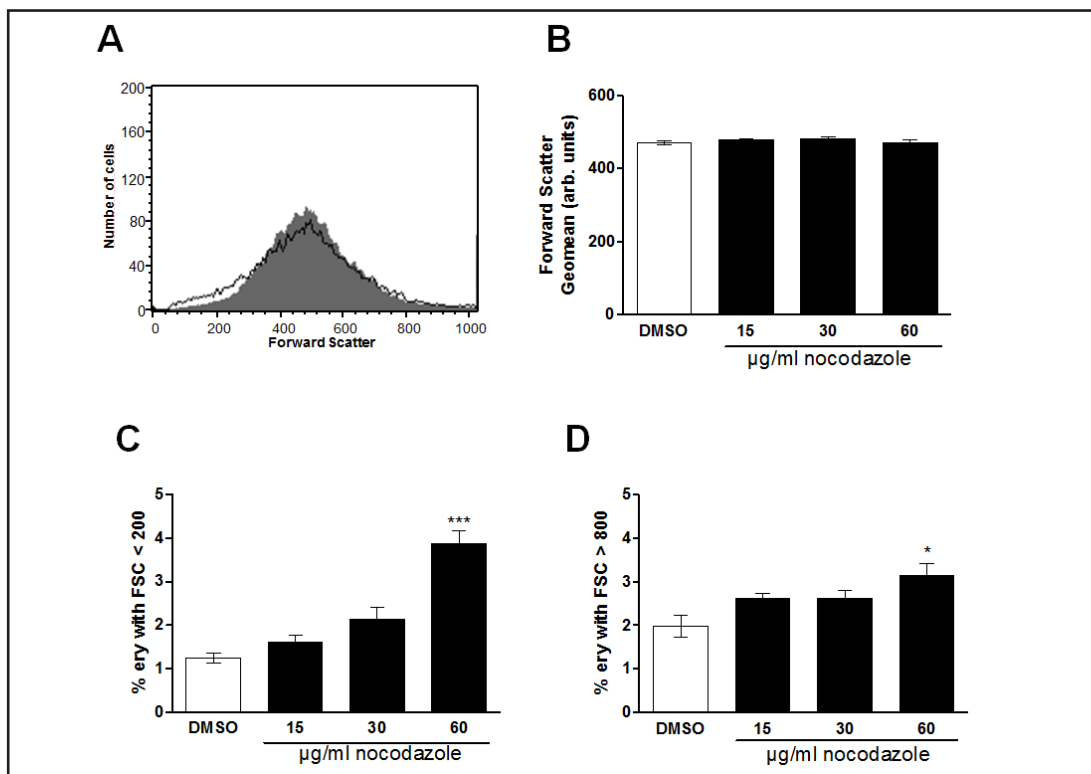 A
Number of cells
200
160
120
80
40
0
0 200 400 600 800 1000
Forward Scatter
B
Forward Scatter
Geomean (arb. units)
600
400
200
0
DMSO 15 30 60
µg/ml nocodazole
C
% ery with FSC < 200
5
4
3
2
1
0
***
DMSO 15 30 60
µg/ml nocodazole
D
% ery with FSC > 800
5
4
3
2
1
0
*
DMSO 15 30 60
µg/ml nocodazole